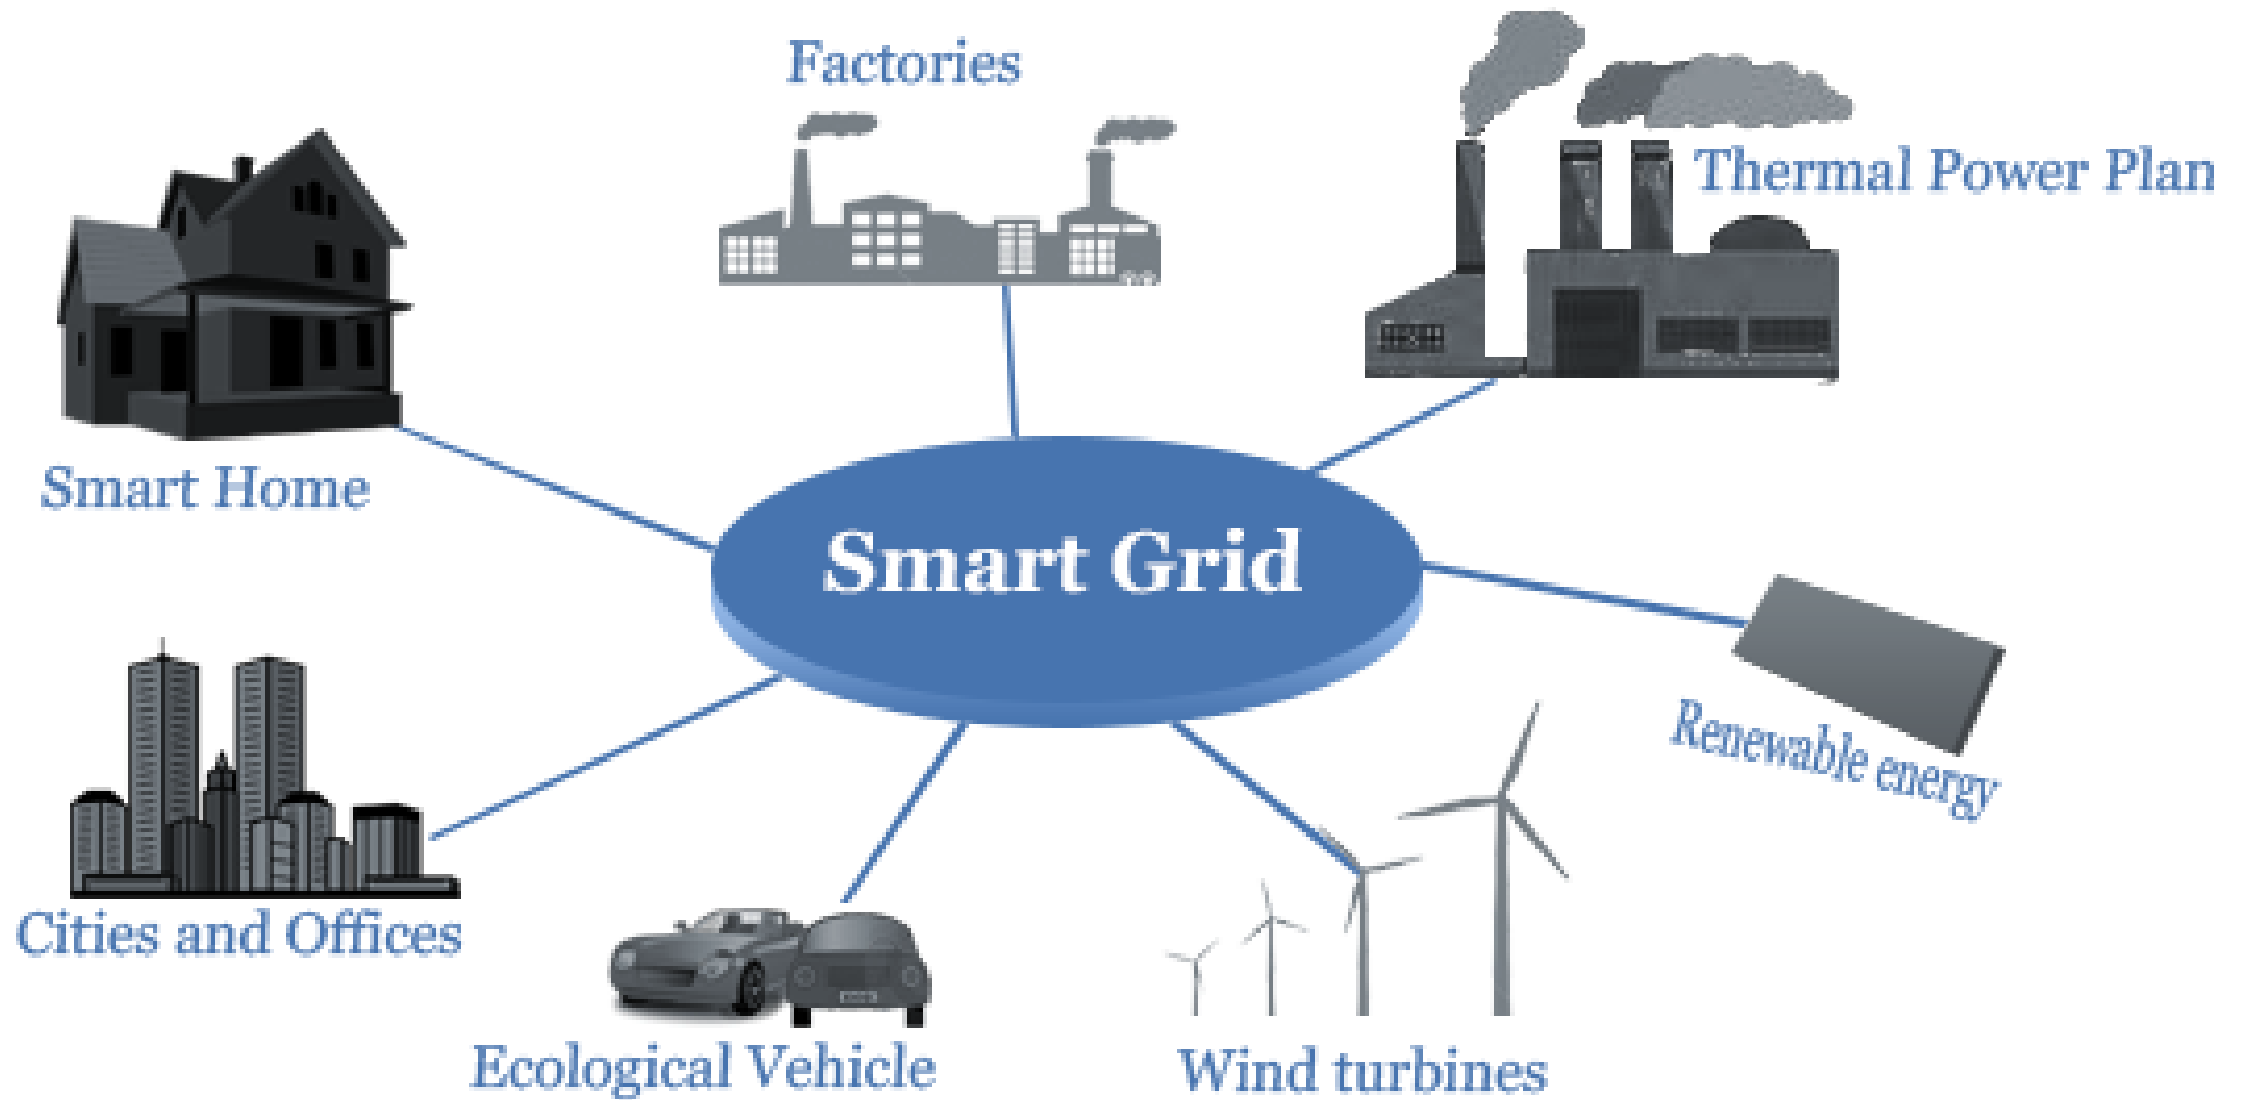 Factories
Thermal Power Plan
Smart Home
Smart Grid
Renewable energy
Cities and Offices
Ecological Vehicle
Wind turbines